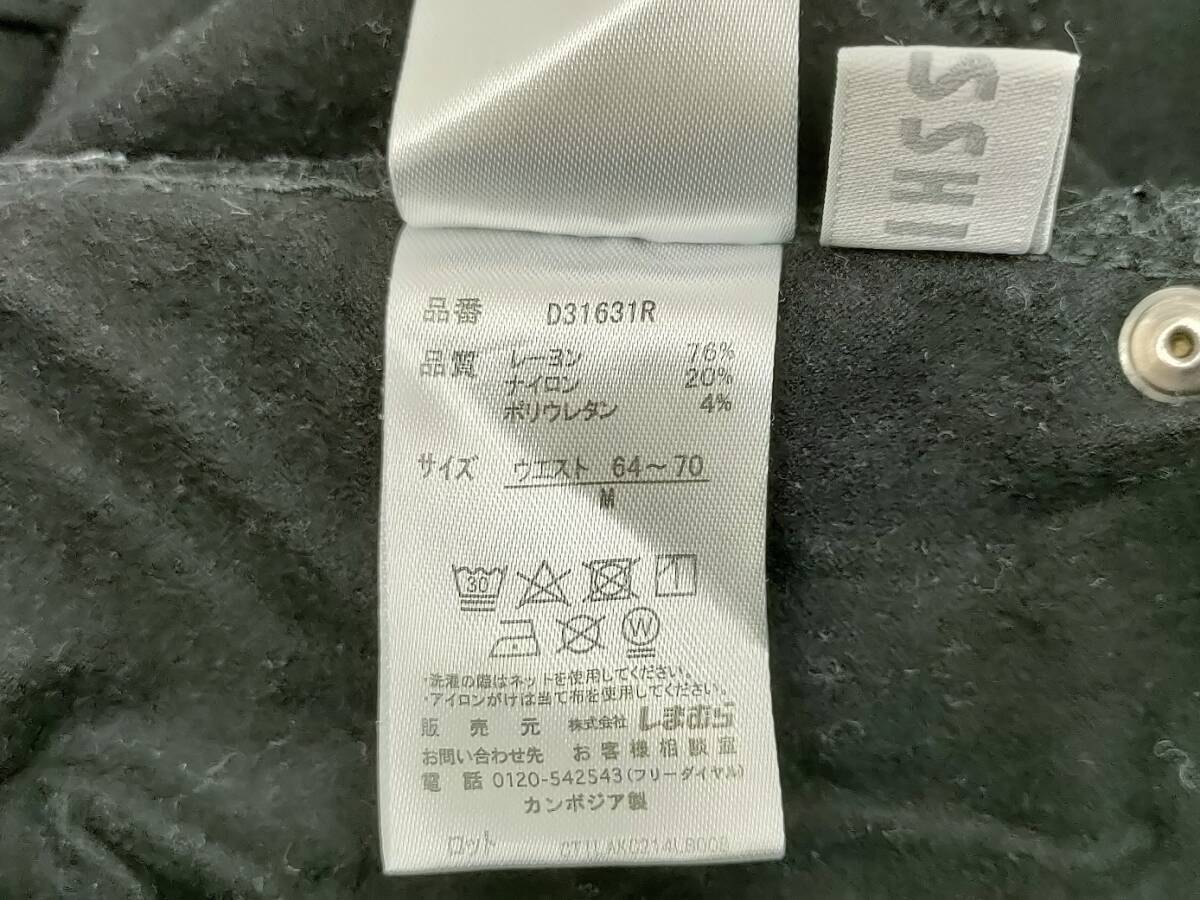 SSHI
品番 D31631R
品質 レーヨン 76%
ナイロン 20%
ポリウレタン 4%
サイズ ウエスト 64～70
M
30
W
・洗濯の際はネットを使用してください。
・アイロンがけは当て布を使用してください。
販売元 株式会社 しまむら
お問い合わせ先 お客様相談室
電話 0120-542543(フリーダイヤル)
カンボジア製
ロット